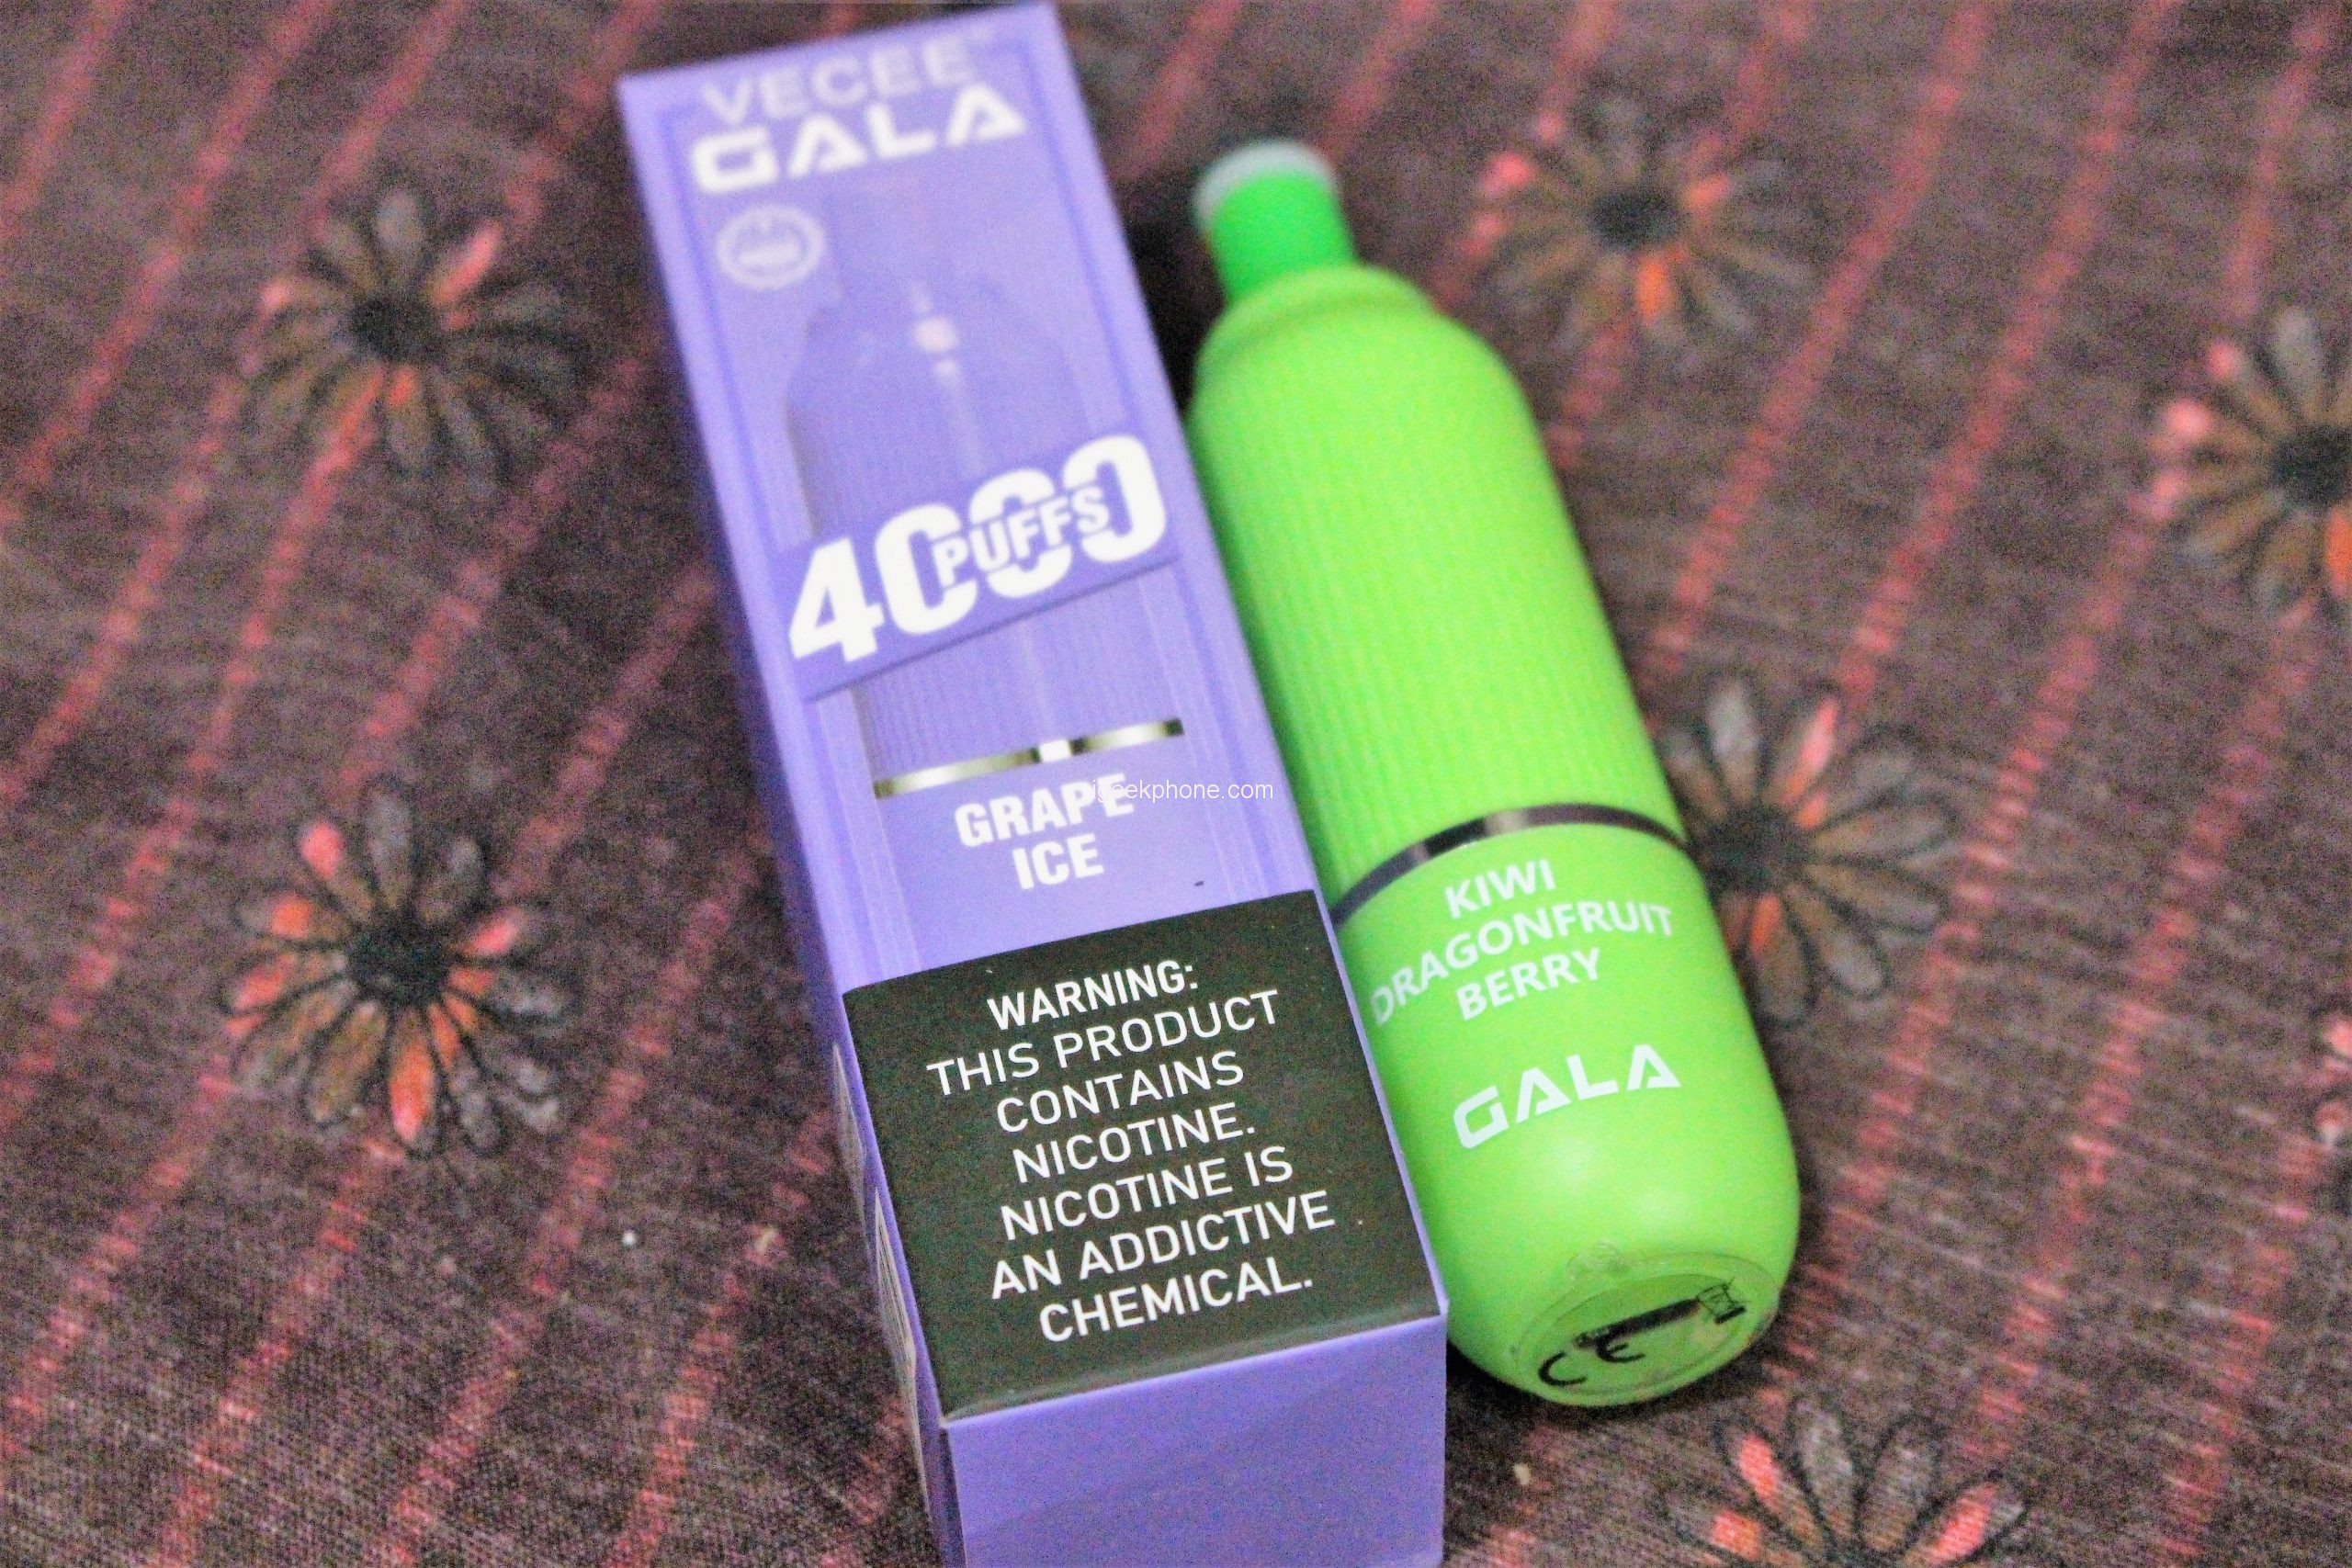 VECEE
GALA
4000
PUFFS
GRAPE
ICE
igeekphone.com
WARNING:
THIS PRODUCT
CONTAINS
NICOTINE.
NICOTINE IS
AN ADDICTIVE
CHEMICAL.
KIWI
DRAGONFRUIT
BERRY
GALA
CE